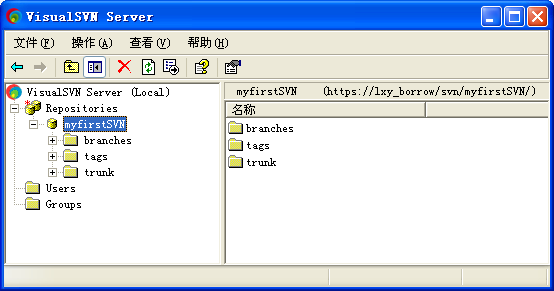 VisualSVN Server
文件(F) 操作(A) 查看(V) 帮助(H)
VisualSVN Server (Local)
Repositories
myfirstSVN
branches
tags
trunk
Users
Groups
myfirstSVN (https://lxy_borrow/svn/myfirstSVN/)
名称
branches
tags
trunk